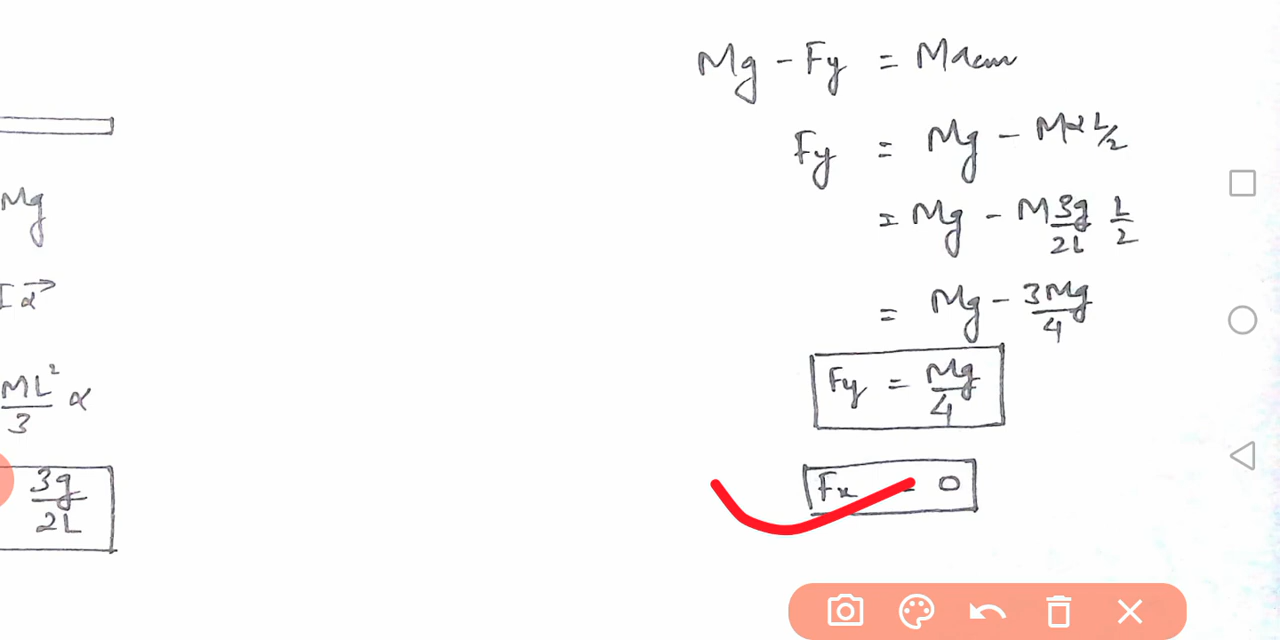 Mg - Fy = Macm
Fy = Mg - Mα L/2
= Mg - M 3g/2L L/2
= Mg - 3Mg/4
Fy = Mg/4
Fx = 0
Mg
I α⃗
ML²/3 α
3g/2L